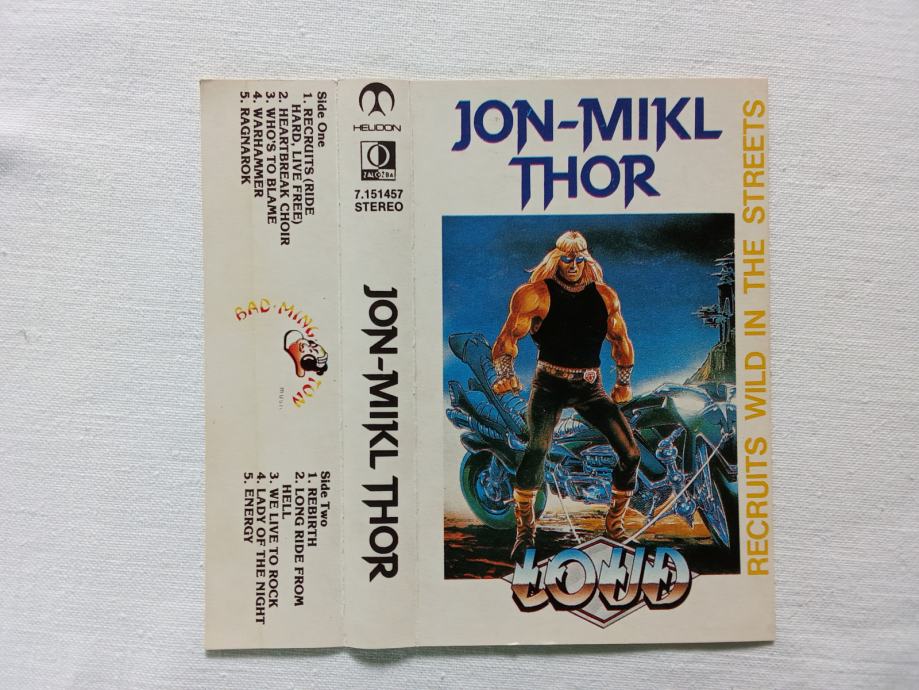 Side One
1. RECRUITS (RIDE
HARD, LIVE FREE)
2. HEARTBREAK CHOIR
3. WHO'S TO BLAME
4. WARHAMMER
5. RAGNAROK
BAD·MING TON
music
Side Two
1. REBIRTH
2. LONG RIDE FROM
HELL
3. WE LIVE TO ROCK
4. LADY OF THE NIGHT
5. ENERGY
HELIDON
ZALOŽBA
7.151457
STEREO
JON-MIKL THOR
JON-MIKL
THOR
LOUD
RECRUITS WILD IN THE STREETS